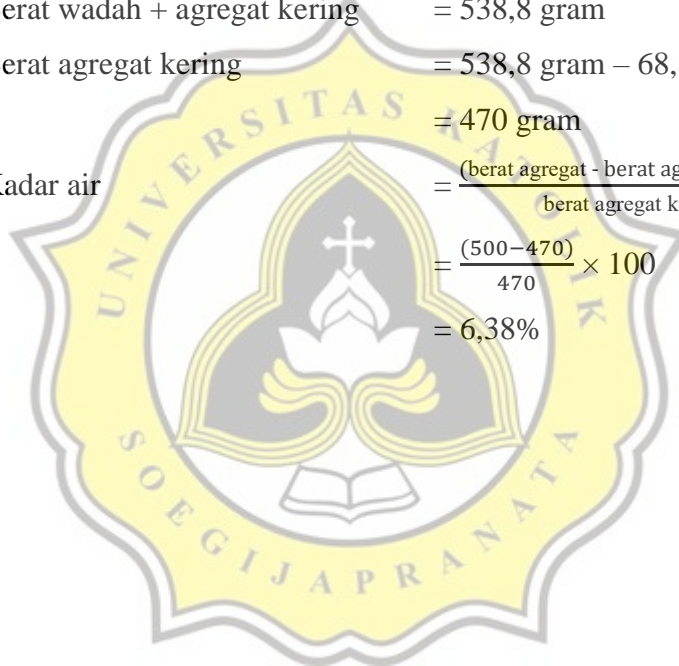 erat wadah + agregat kering = 538,8 gram
erat agregat kering = 538,8 gram – 68,
= 470 gram
adar air = (berat agregat - berat ag
berat agregat k
= (500−470)/470 × 100
= 6,38%
UNIVERSITAS KATOLIK
SOEGIJAPRANATA